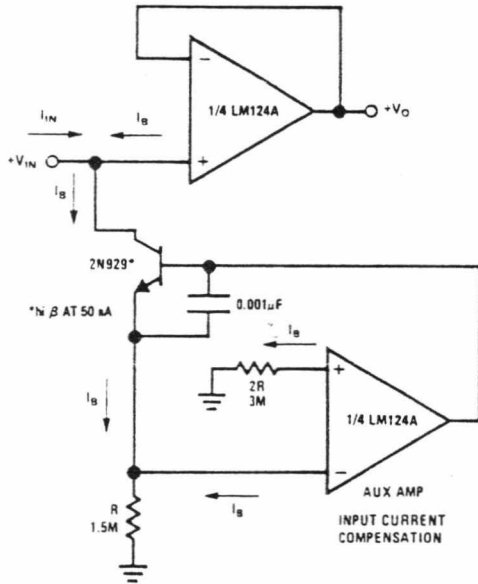 −
1/4 LM124A
+V₀
+
I_IN
I_B
+V_IN
I_B
2N929*
*hi β AT 50 nA
0.001μF
I_B
2R
3M
+
1/4 LM124A
−
I_B
AUX AMP
I_B
R
1.5M
INPUT CURRENT
COMPENSATION